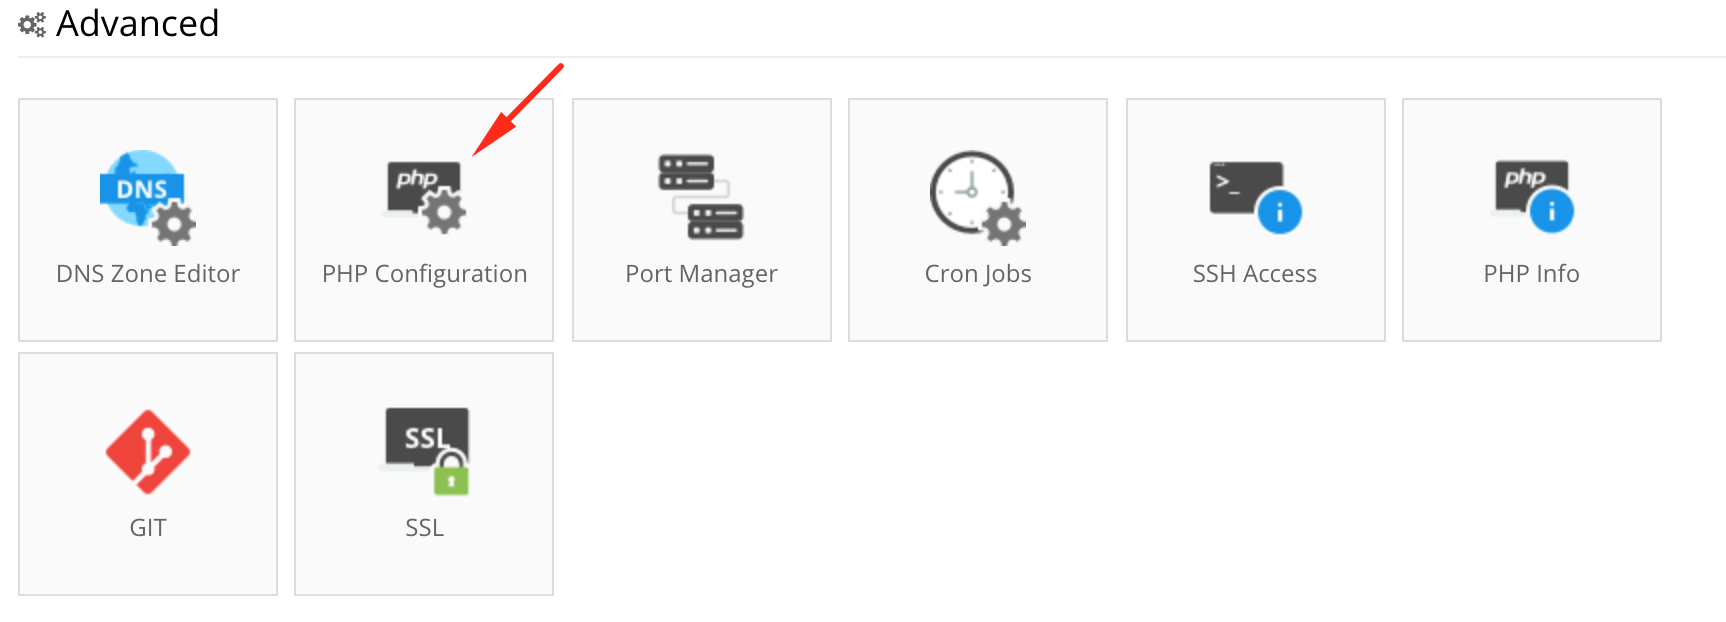 Advanced
DNS
php
>_
i
php
i
DNS Zone Editor
PHP Configuration
Port Manager
Cron Jobs
SSH Access
PHP Info
SSL
GIT
SSL